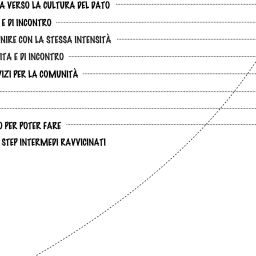 A VERSO LA CULTURA DEL DATO
E DI INCONTRO
NIRE CON LA STESSA INTENSITÀ
ITA E DI INCONTRO
VIZI PER LA COMUNITÀ
O PER POTER FARE
STEP INTERMEDI RAVVICINATI